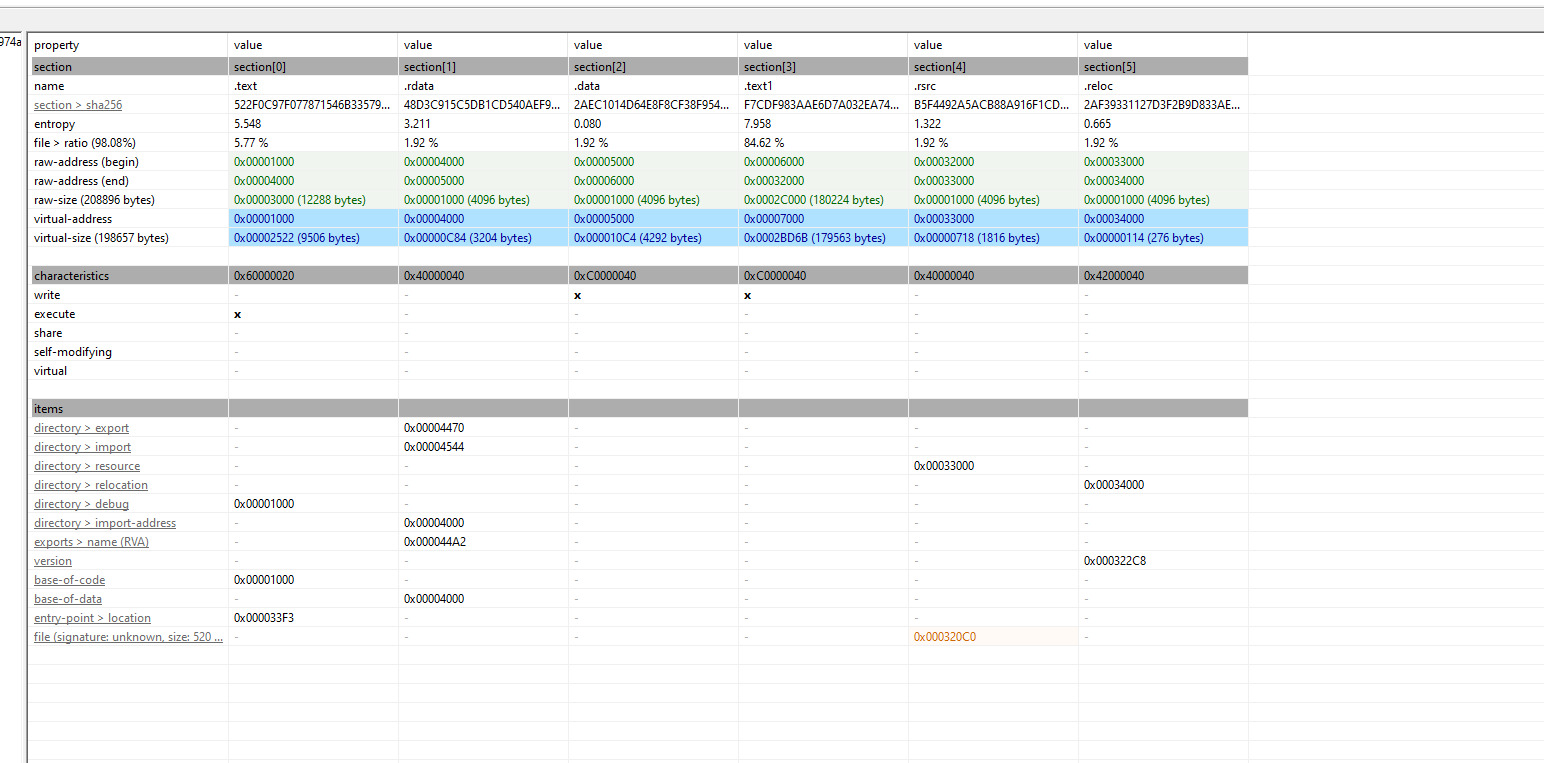 974a
property value value value value value value
section section[0] section[1] section[2] section[3] section[4] section[5]
name .text .rdata .data .text1 .rsrc .reloc
section > sha256 522F0C97F077871546B33579... 48D3C915C5DB1CD540AEF9... 2AEC1014D64E8F8CF38F954... F7CDF983AAE6D7A032EA74... B5F4492A5ACB88A916F1CD... 2AF39331127D3F2B9D833AE...
entropy 5.548 3.211 0.080 7.958 1.322 0.665
file > ratio (98.08%) 5.77 % 1.92 % 1.92 % 84.62 % 1.92 % 1.92 %
raw-address (begin) 0x00001000 0x00004000 0x00005000 0x00006000 0x00032000 0x00033000
raw-address (end) 0x00004000 0x00005000 0x00006000 0x00032000 0x00033000 0x00034000
raw-size (208896 bytes) 0x00003000 (12288 bytes) 0x00001000 (4096 bytes) 0x00001000 (4096 bytes) 0x0002C000 (180224 bytes) 0x00001000 (4096 bytes) 0x00001000 (4096 bytes)
virtual-address 0x00001000 0x00004000 0x00005000 0x00007000 0x00033000 0x00034000
virtual-size (198657 bytes) 0x00002522 (9506 bytes) 0x00000C84 (3204 bytes) 0x000010C4 (4292 bytes) 0x0002BD6B (179563 bytes) 0x00000718 (1816 bytes) 0x00000114 (276 bytes)
characteristics 0x60000020 0x40000040 0xC0000040 0xC0000040 0x40000040 0x42000040
write - - x x - -
execute x - - - - -
share - - - - - -
self-modifying - - - - - -
virtual - - - - - -
items
directory > export - 0x00004470 - - - -
directory > import - 0x00004544 - - - -
directory > resource - - - - 0x00033000 -
directory > relocation - - - - - 0x00034000
directory > debug 0x00001000 - - - - -
directory > import-address - 0x00004000 - - - -
exports > name (RVA) - 0x000044A2 - - - -
version - - - - - 0x000322C8
base-of-code 0x00001000 - - - - -
base-of-data - 0x00004000 - - - -
entry-point > location 0x000033F3 - - - - -
file (signature: unknown, size: 520 ... - - - - 0x000320C0 -